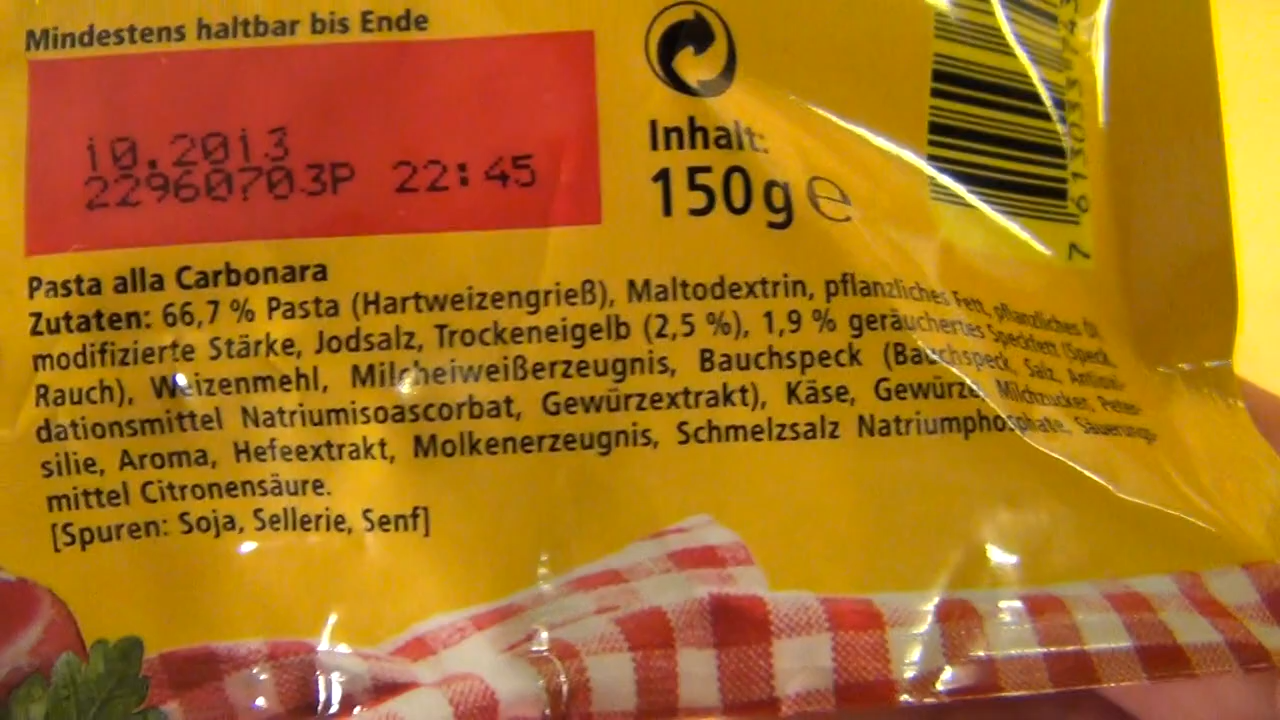 Mindestens haltbar bis Ende
10.2013
22960703P 22:45
Inhalt:
150g e
Pasta alla Carbonara
Zutaten: 66,7 % Pasta (Hartweizengrieß), Maltodextrin, pflanzliches Fett, pflanzliches Öl,
modifizierte Stärke, Jodsalz, Trockeneigelb (2,5 %), 1,9 % geräuchertes Speckfett (Speck,
Rauch), Weizenmehl, Milcheiweißerzeugnis, Bauchspeck (Bauchspeck, Salz, Antioxi-
dationsmittel Natriumisoascorbat, Gewürzextrakt), Käse, Gewürze, Milchzucker, Peter-
silie, Aroma, Hefeextrakt, Molkenerzeugnis, Schmelzsalz Natriumphosphate, Säuerungs-
mittel Citronensäure.
[Spuren: Soja, Sellerie, Senf]